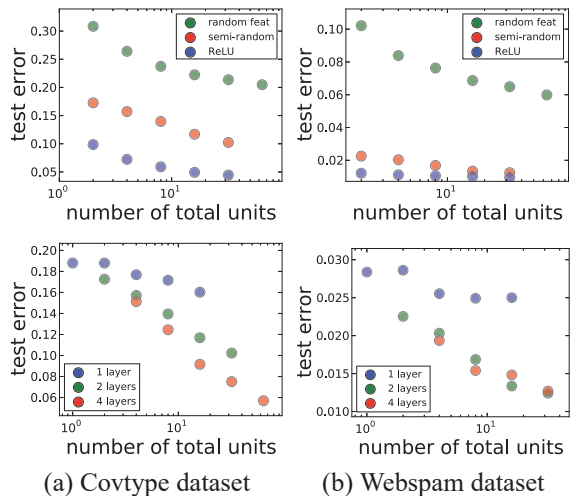 random feat
semi-random
ReLU
0.30
0.25
0.20
0.15
0.10
0.05
test error
10^0
10^1
number of total units
random feat
semi-random
ReLU
0.10
0.08
0.06
0.04
0.02
test error
10^1
number of total units
0.20
0.18
0.16
0.14
0.12
0.10
0.08
0.06
test error
1 layer
2 layers
4 layers
10^0
10^1
number of total units
0.030
0.025
0.020
0.015
0.010
test error
1 layer
2 layers
4 layers
10^0
10^1
number of total units
(a) Covtype dataset
(b) Webspam dataset